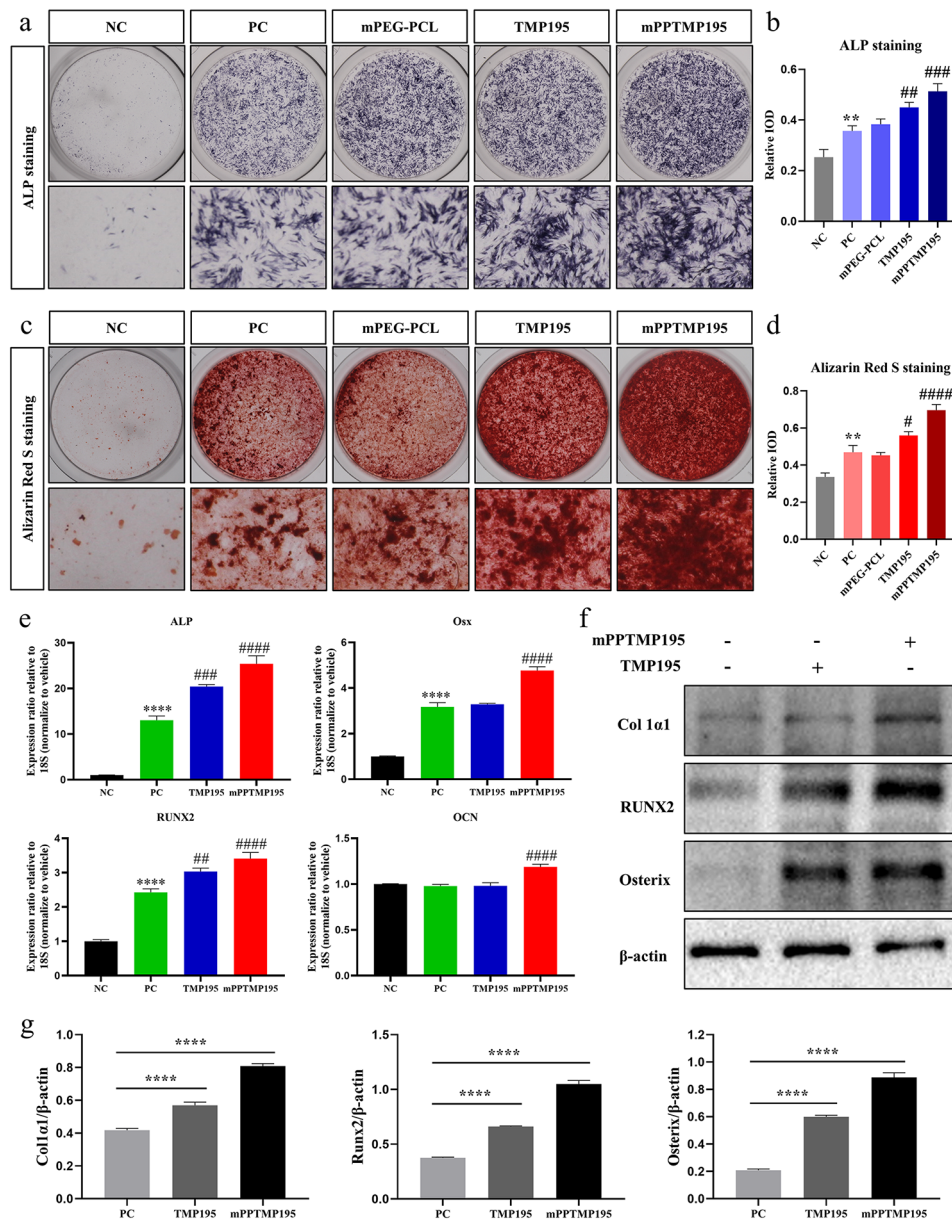 a
NC
PC
mPEG-PCL
TMP195
mPPTMP195
ALP staining
b
ALP staining
Relative IOD
0.6
0.4
0.2
0.0
**
##
###
NC
PC
mPEG-PCL
TMP195
mPPTMP195
c
NC
PC
mPEG-PCL
TMP195
mPPTMP195
Alizarin Red S staining
d
Alizarin Red S staining
Relative IOD
0.8
0.6
0.4
0.2
0.0
**
#
####
NC
PC
mPEG-PCL
TMP195
mPPTMP195
e
ALP
Expression ratio relative to
18S (normalize to vehicle)
30
20
10
0
****
###
####
NC
PC
TMP195
mPPTMP195
Osx
Expression ratio relative to
18S (normalize to vehicle)
6
4
2
0
****
####
NC
PC
TMP195
mPPTMP195
RUNX2
Expression ratio relative to
18S (normalize to vehicle)
4
3
2
1
0
****
##
####
NC
PC
TMP195
mPPTMP195
OCN
Expression ratio relative to
18S (normalize to vehicle)
1.5
1.0
0.5
0.0
####
NC
PC
TMP195
mPPTMP195
f
mPPTMP195 - - +
TMP195 - + -
Col 1α1
RUNX2
Osterix
β-actin
g
Col1α1/β-actin
1.0
0.8
0.6
0.4
0.2
0.0
****
****
PC
TMP195
mPPTMP195
Runx2/β-actin
1.5
1.0
0.5
0.0
****
****
PC
TMP195
mPPTMP195
Osterix/β-actin
1.2
1.0
0.8
0.6
0.4
0.2
0.0
****
****
PC
TMP195
mPPTMP195